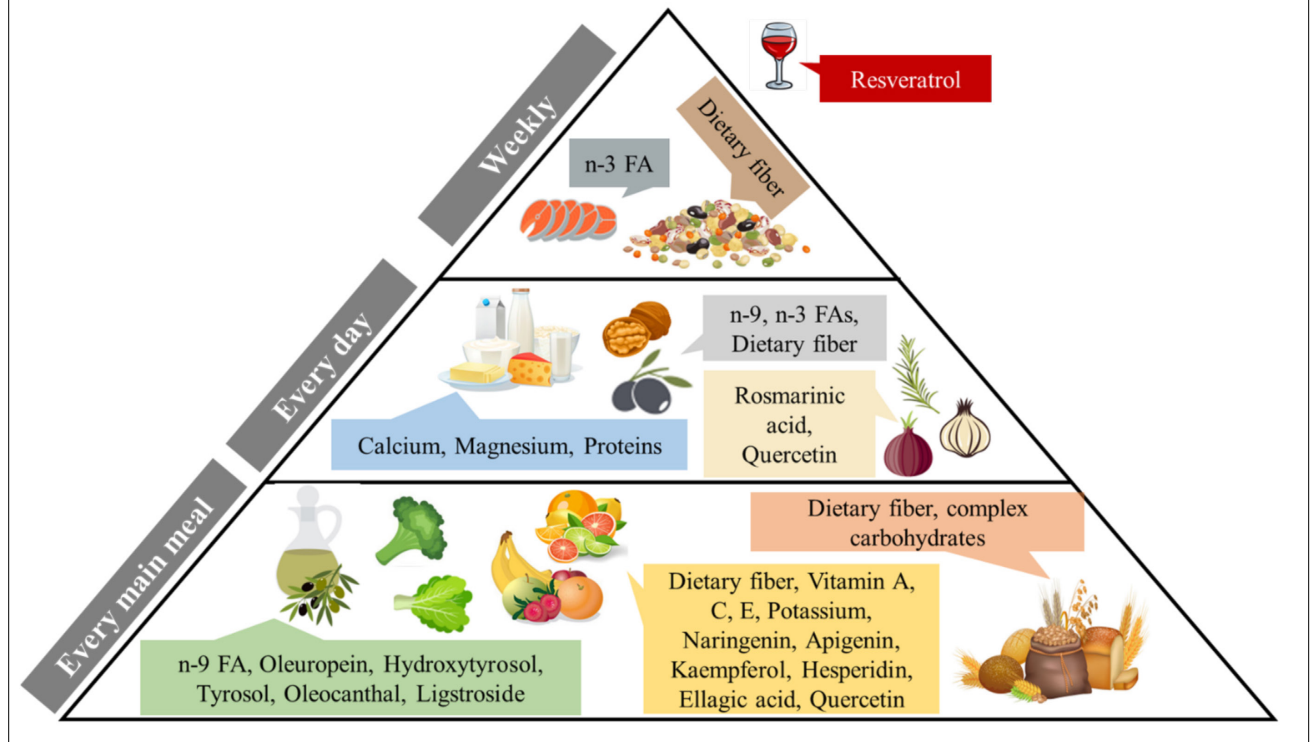 Resveratrol
Weekly
n-3 FA
Dietary fiber
Every day
n-9, n-3 FAs,
Dietary fiber
Rosmarinic
acid,
Quercetin
Calcium, Magnesium, Proteins
Every main meal
Dietary fiber, complex
carbohydrates
Dietary fiber, Vitamin A,
C, E, Potassium,
Naringenin, Apigenin,
Kaempferol, Hesperidin,
Ellagic acid, Quercetin
n-9 FA, Oleuropein, Hydroxytyrosol,
Tyrosol, Oleocanthal, Ligstroside